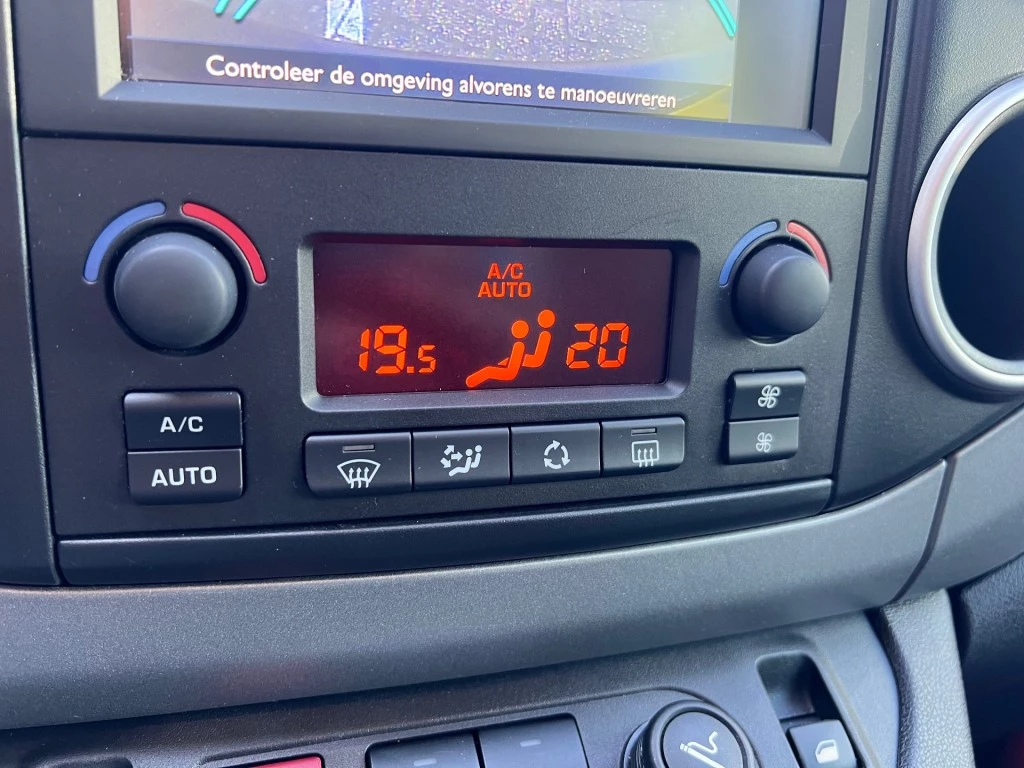 Controleer de omgeving alvorens te manoeuvreren
A/C
AUTO
19.5
20
A/C
AUTO